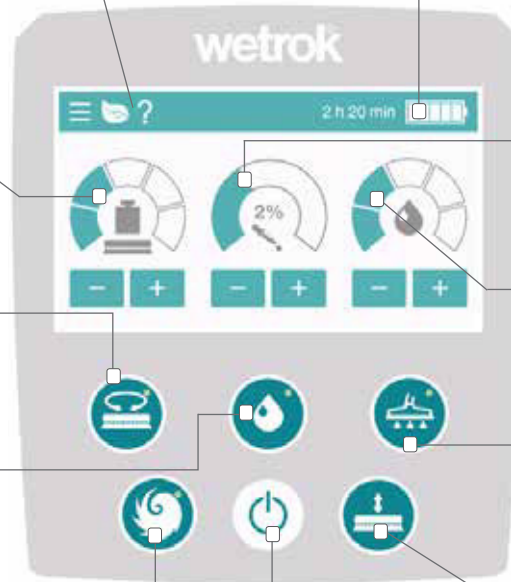 wetrok
?
2 h 20 min
2%
− + − + − +